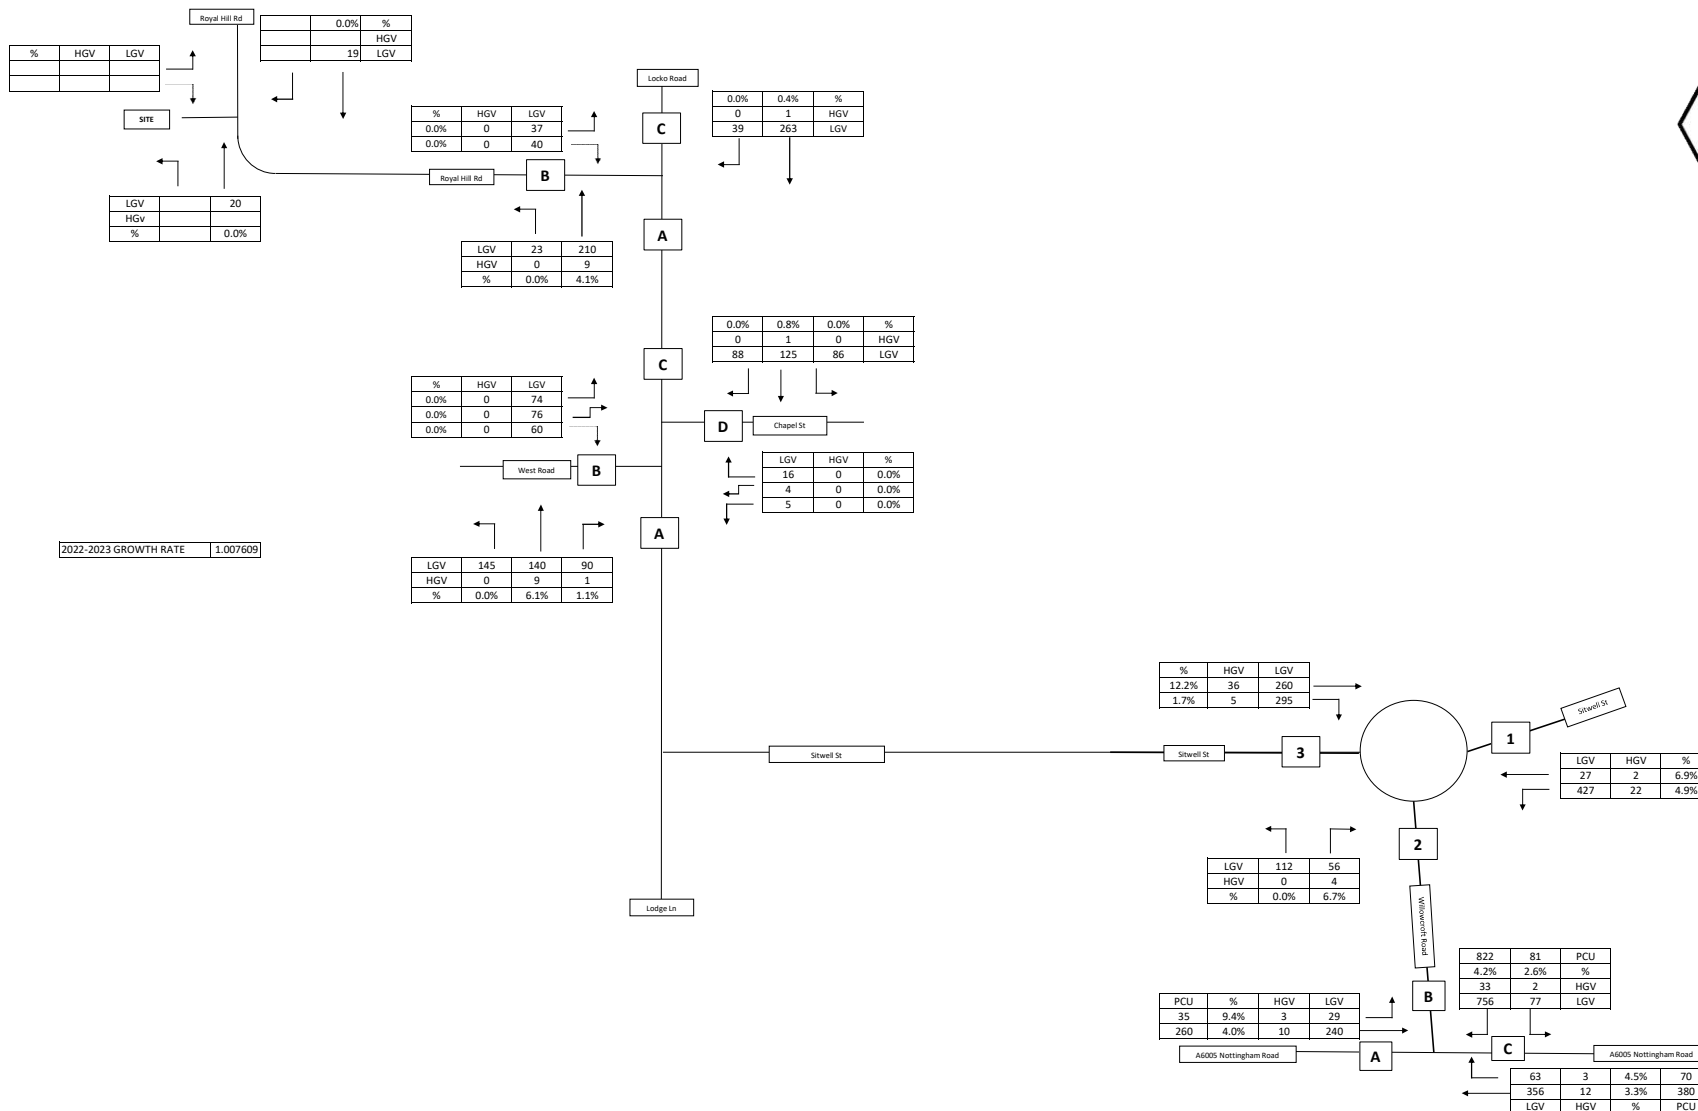 Royal Hill Rd
0.0% %
HGV
19 LGV
% HGV LGV
SITE
LGV 20
HGv
% 0.0%
Locko Road
C
0.0% 0.4% %
0 1 HGV
39 263 LGV
% HGV LGV
0.0% 0 37
0.0% 0 40
Royal Hill Rd
B
A
LGV 23 210
HGV 0 9
% 0.0% 4.1%
0.0% 0.8% 0.0% %
0 1 0 HGV
88 125 86 LGV
C
% HGV LGV
0.0% 0 74
0.0% 0 76
0.0% 0 60
D
Chapel St
West Road
B
LGV HGV %
16 0 0.0%
4 0 0.0%
5 0 0.0%
A
2022-2023 GROWTH RATE 1.007609
LGV 145 140 90
HGV 0 9 1
% 0.0% 6.1% 1.1%
% HGV LGV
12.2% 36 260
1.7% 5 295
Sitwell St
1
Sitwell St
Sitwell St
3
LGV HGV %
27 2 6.9%
427 22 4.9%
2
LGV 112 56
HGV 0 4
% 0.0% 6.7%
Lodge Ln
Willowcroft Road
822 81 PCU
4.2% 2.6% %
33 2 HGV
756 77 LGV
B
PCU % HGV LGV
35 9.4% 3 29
260 4.0% 10 240
A6005 Nottingham Road
A
C
A6005 Nottingham Road
63 3 4.5% 70
356 12 3.3% 380
LGV HGV % PCU